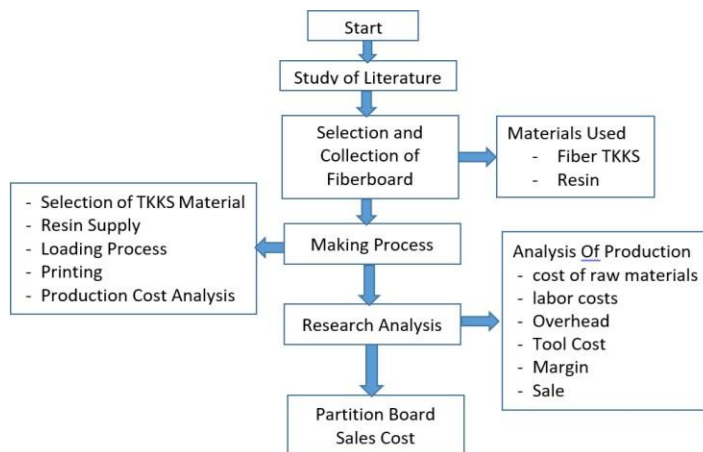 Start
Study of Literature
Selection and
Collection of
Fiberboard
Materials Used
- Fiber TKKS
- Resin
- Selection of TKKS Material
- Resin Supply
- Loading Process
- Printing
- Production Cost Analysis
Making Process
Analysis Of Production
- cost of raw materials
- labor costs
- Overhead
- Tool Cost
- Margin
- Sale
Research Analysis
Partition Board
Sales Cost